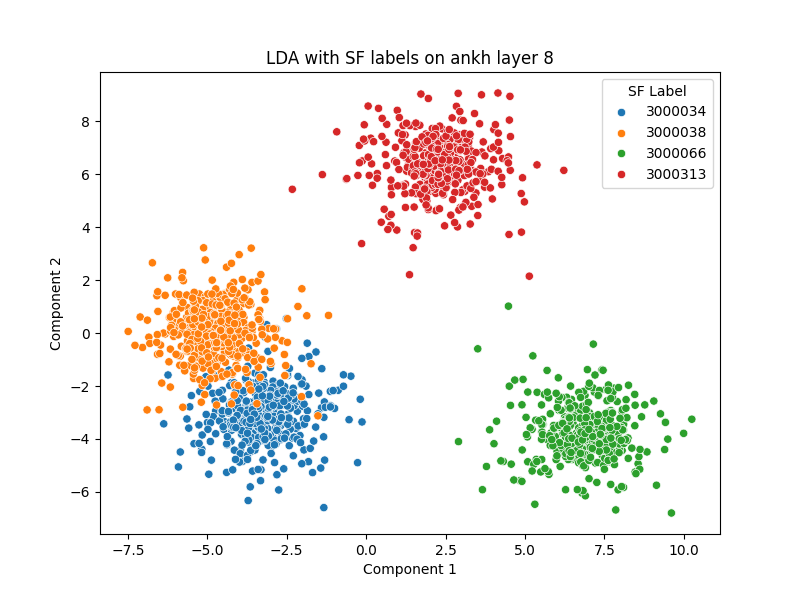 LDA with SF labels on ankh layer 8
SF Label
3000034
3000038
3000066
3000313
Component 2
8
6
4
2
0
−2
−4
−6
−7.5 −5.0 −2.5 0.0 2.5 5.0 7.5 10.0
Component 1